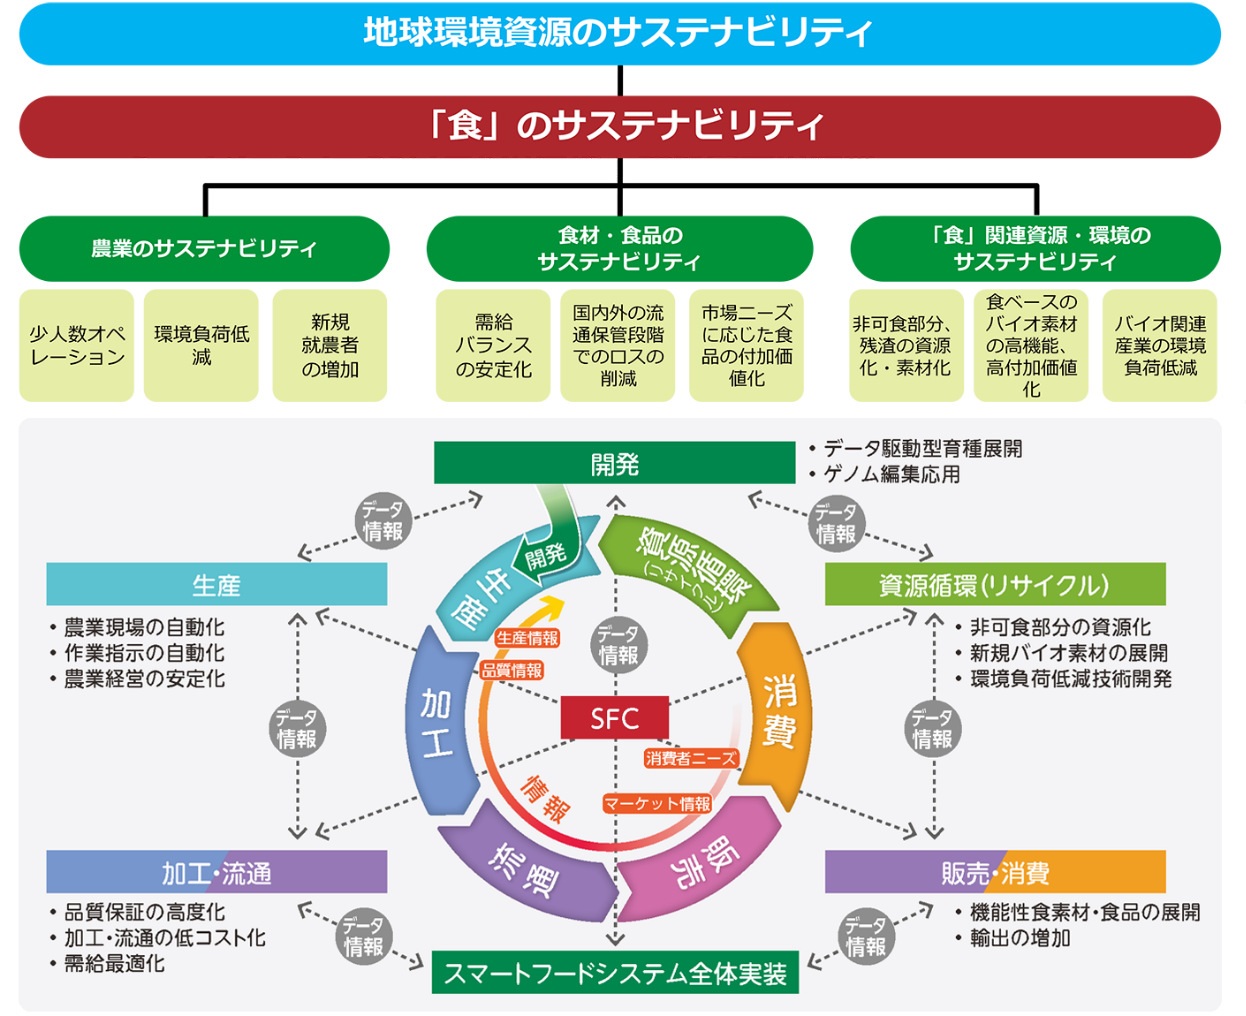 地球環境資源のサステナビリティ
「食」のサステナビリティ
農業のサステナビリティ
食材・食品の
サステナビリティ
「食」関連資源・環境の
サステナビリティ
少人数オペ
レーション
環境負荷低
減
新規
就農者
の増加
需給
バランス
の安定化
国内外の流
通保管段階
でのロスの
削減
市場ニーズ
に応じた食
品の付加価
値化
非可食部分、
残渣の資源
化・素材化
食ベースの
バイオ素材
の高機能、
高付加価値
化
バイオ関連
産業の環境
負荷低減
開発
・データ駆動型育種展開
・ゲノム編集応用
データ
情報
データ
情報
生産
・農業現場の自動化
・作業指示の自動化
・農業経営の安定化
資源循環(リサイクル)
・非可食部分の資源化
・新規バイオ素材の展開
・環境負荷低減技術開発
開発
生産
資源循環
(リサイクル)
加工
消費
流通
販売
生産情報
品質情報
データ
情報
SFC
消費者ニーズ
マーケット情報
情報
データ
情報
データ
情報
加工・流通
・品質保証の高度化
・加工・流通の低コスト化
・需給最適化
販売・消費
・機能性食素材・食品の展開
・輸出の増加
データ
情報
データ
情報
スマートフードシステム全体実装